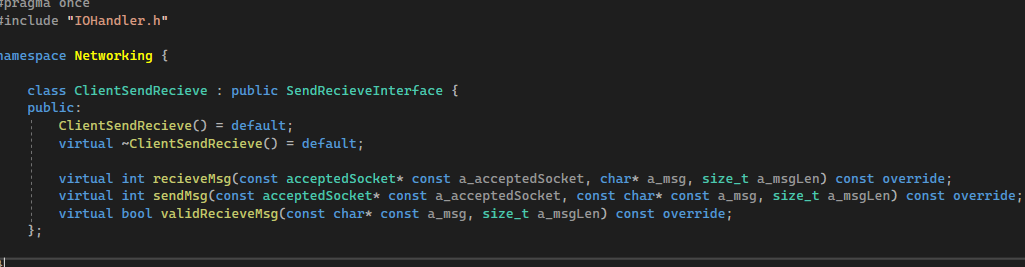 #pragma once
#include "IOHandler.h"
namespace Networking {
class ClientSendRecieve : public SendRecieveInterface {
public:
ClientSendRecieve() = default;
virtual ~ClientSendRecieve() = default;
virtual int recieveMsg(const acceptedSocket* const a_acceptedSocket, char* a_msg, size_t a_msgLen) const override;
virtual int sendMsg(const acceptedSocket* const a_acceptedSocket, const char* const a_msg, size_t a_msgLen) const override;
virtual bool validRecieveMsg(const char* const a_msg, size_t a_msgLen) const override;
};
}